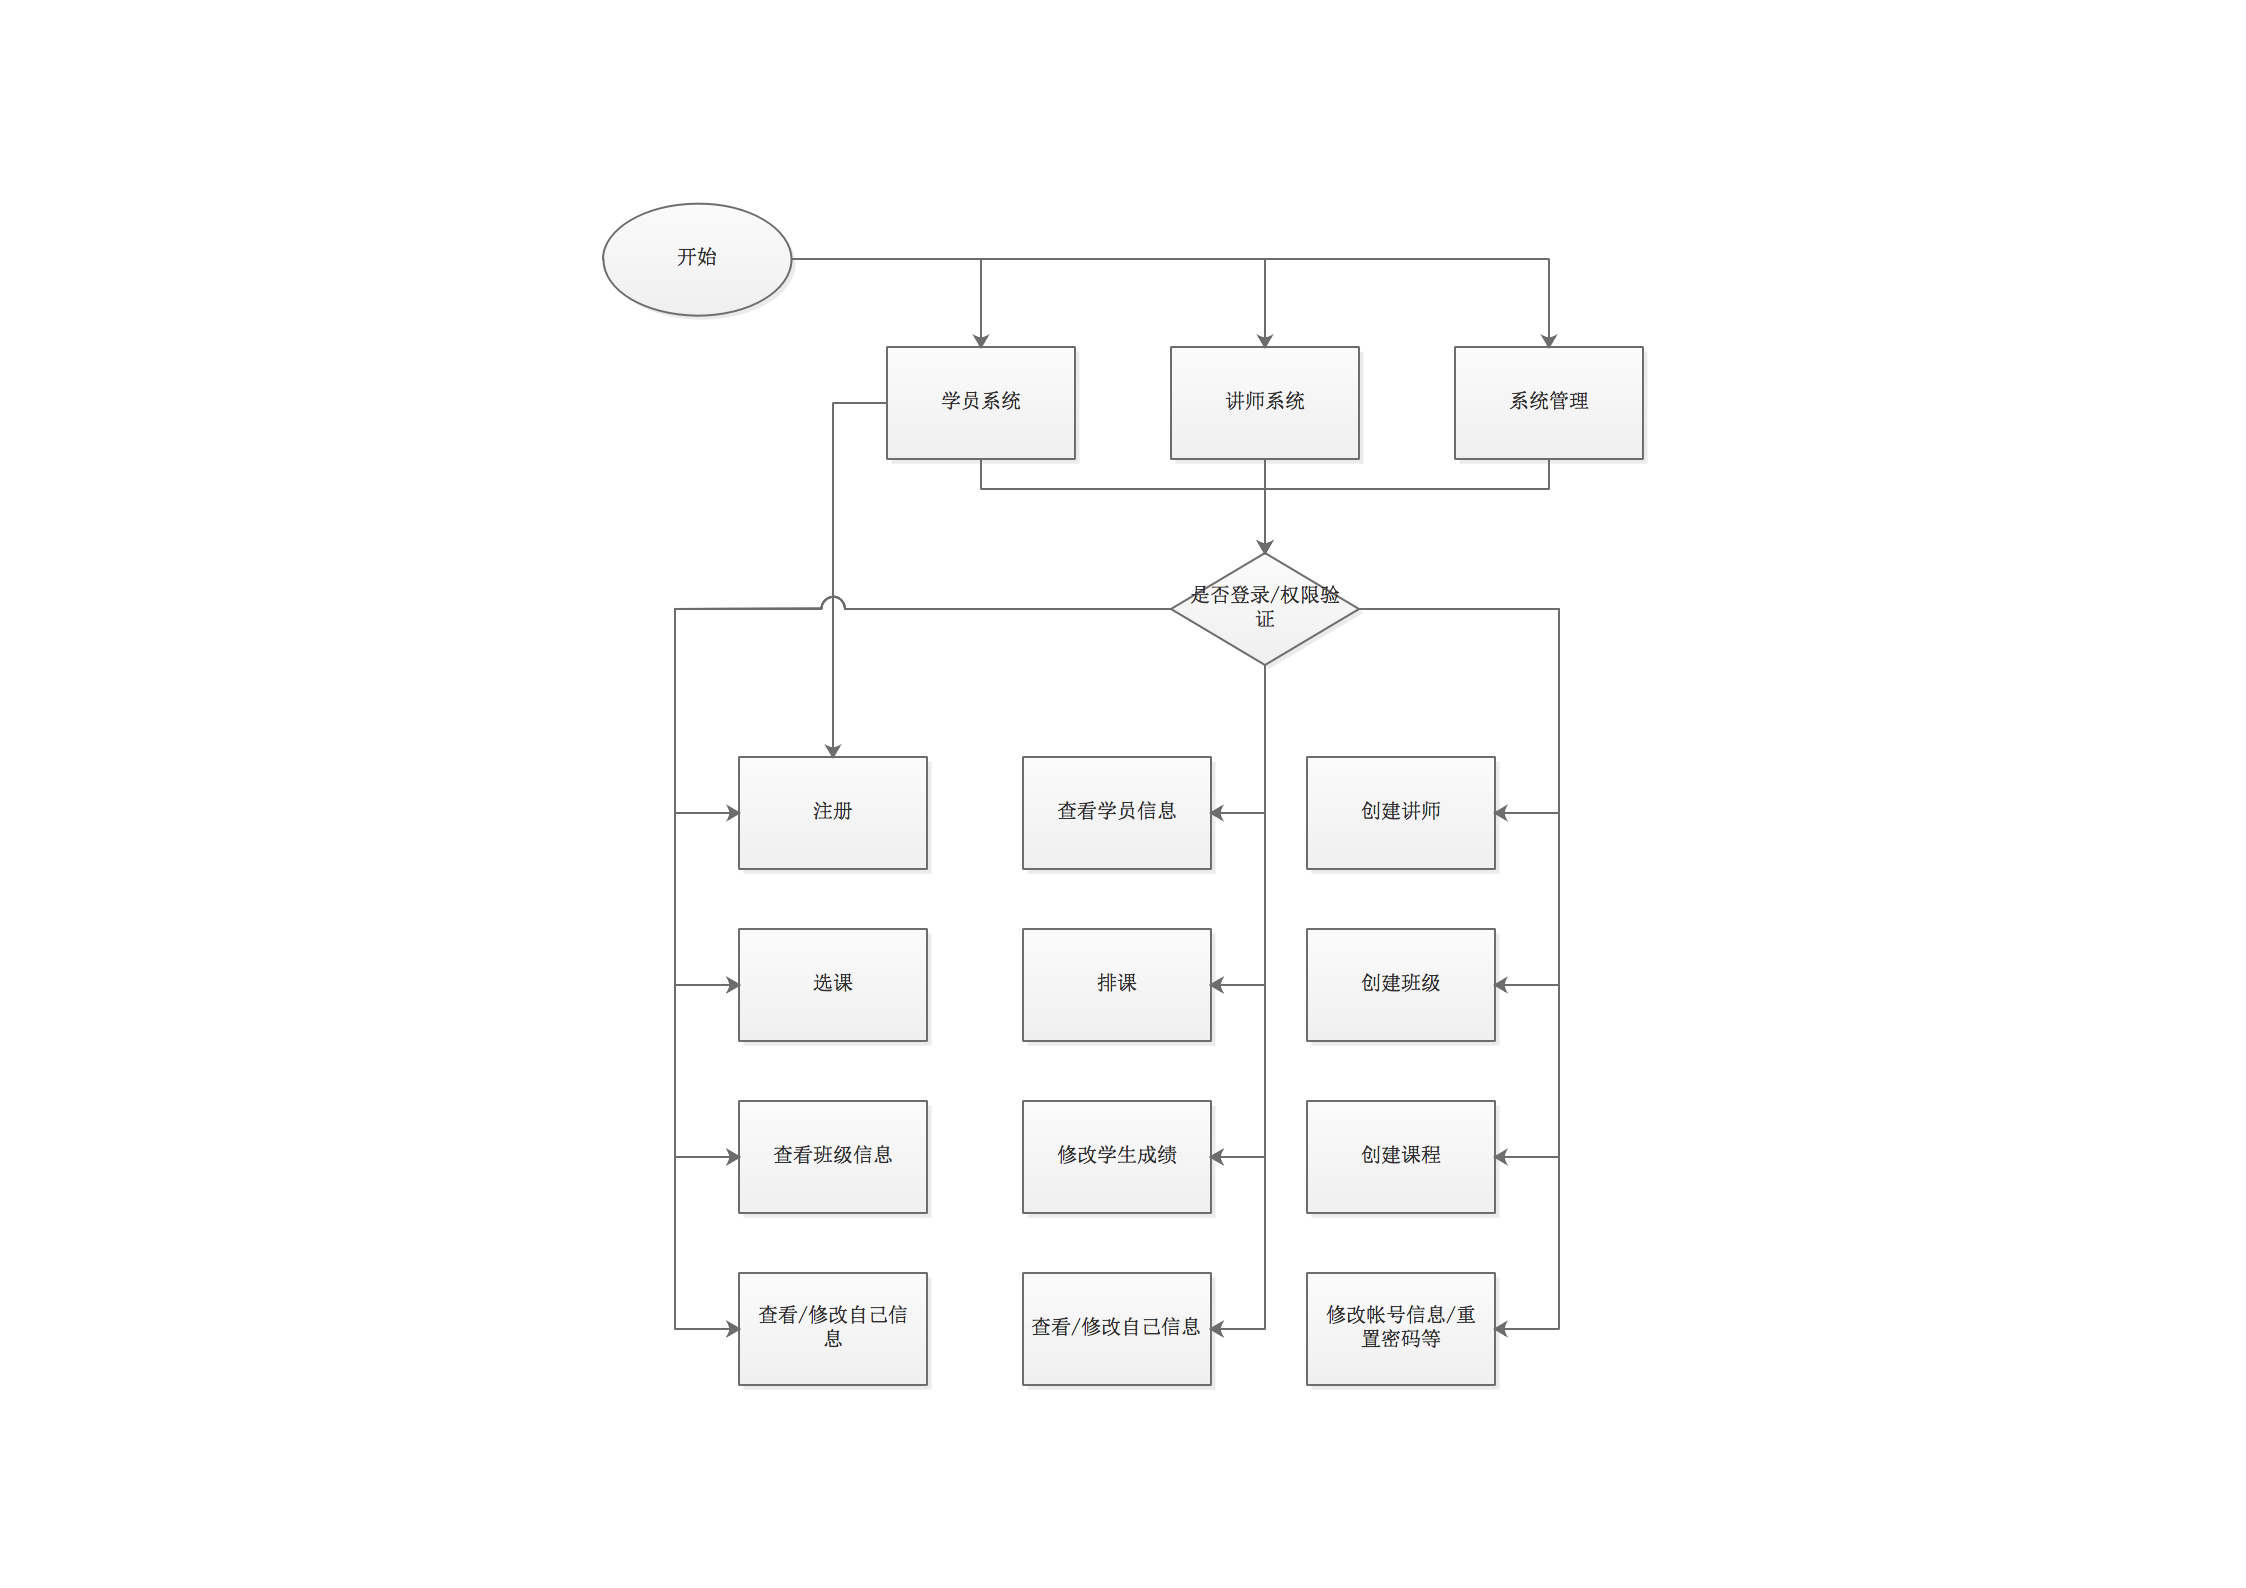 开始
学员系统
讲师系统
系统管理
是否登录/权限验
证
注册
查看学员信息
创建讲师
选课
排课
创建班级
查看班级信息
修改学生成绩
创建课程
查看/修改自己信
息
查看/修改自己信息
修改帐号信息/重
置密码等